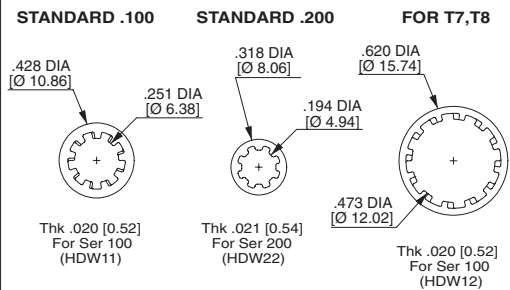 STANDARD .100
.428 DIA
[Ø 10.86]
.251 DIA
[Ø 6.38]
Thk .020 [0.52]
For Ser 100
(HDW11)
STANDARD .200
.318 DIA
[Ø 8.06]
.194 DIA
[Ø 4.94]
Thk .021 [0.54]
For Ser 200
(HDW22)
FOR T7,T8
.620 DIA
[Ø 15.74]
.473 DIA
[Ø 12.02]
Thk .020 [0.52]
For Ser 100
(HDW12)